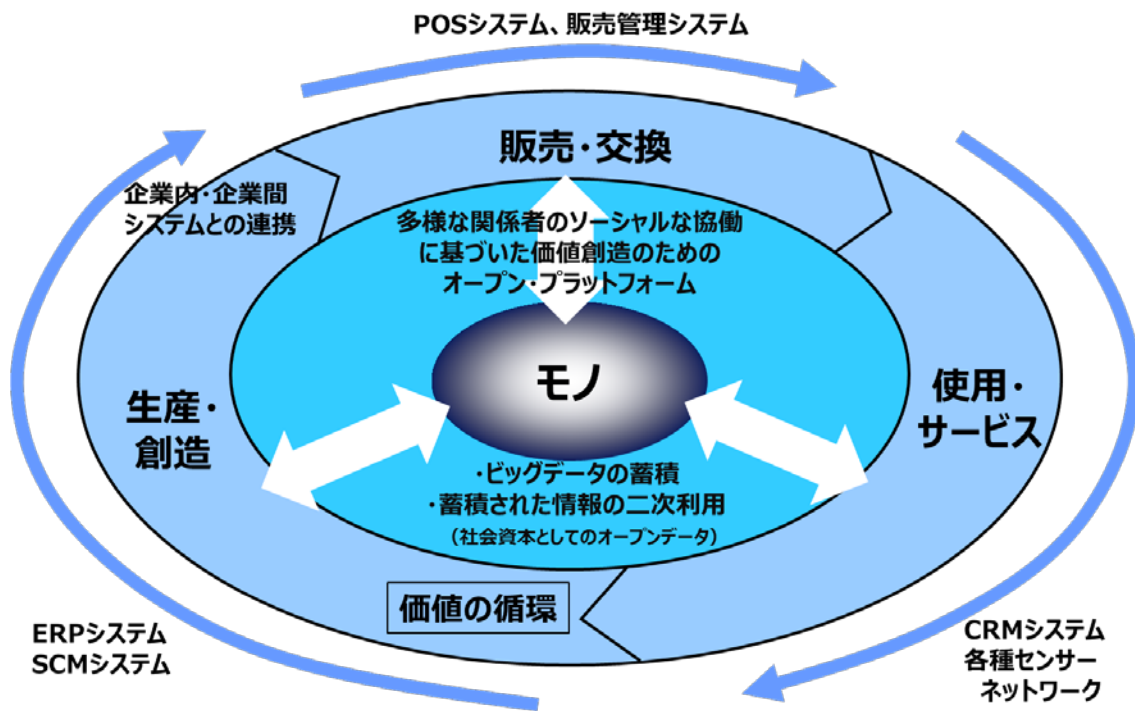 POSシステム、販売管理システム
販売・交換
企業内・企業間
システムとの連携
多様な関係者のソーシャルな協働
に基づいた価値創造のための
オープン・プラットフォーム
モノ
生産・
創造
使用・
サービス
・ビッグデータの蓄積
・蓄積された情報の二次利用
（社会資本としてのオープンデータ）
価値の循環
ERPシステム
SCMシステム
CRMシステム
各種センサー
ネットワーク